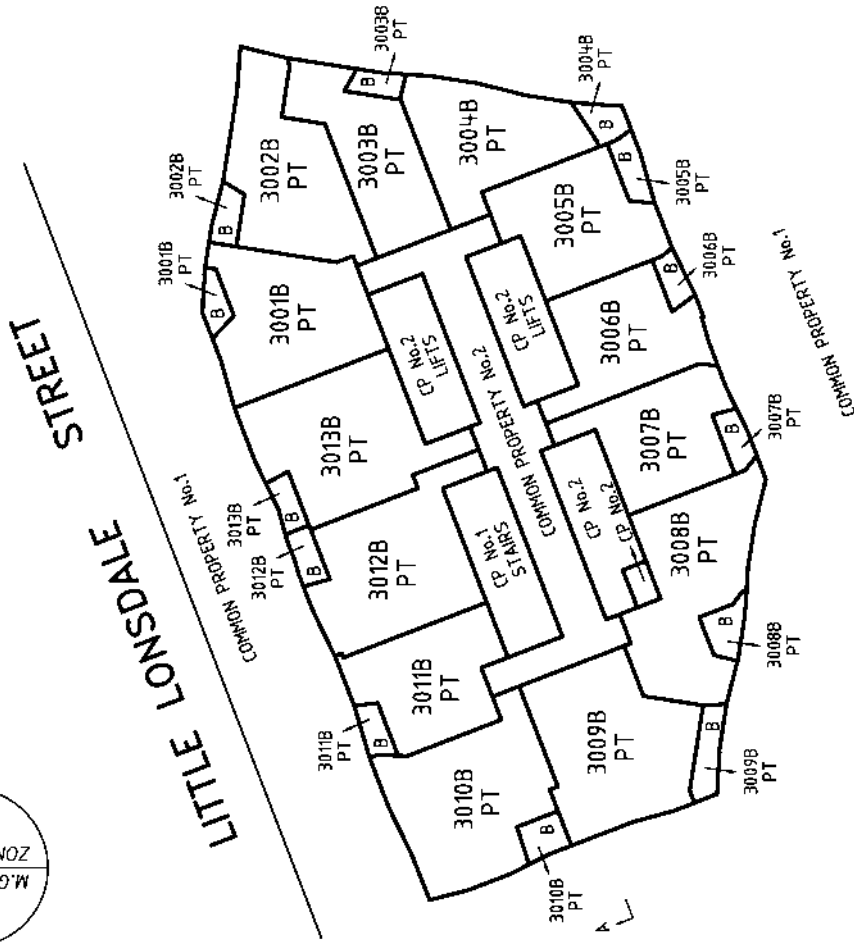 LITTLE LONSDALE STREET
M.G
ZON
COMMON PROPERTY No.1
3001B
PT
B
3002B
PT
B
3002B
PT
3003B
PT
B
3003B
PT
3001B
PT
3004B
PT
3004B
PT
B
3005B
PT
B
3005B
PT
3006B
PT
B
3006B
PT
CP No.2
LIFTS
CP No.2
LIFTS
COMMON PROPERTY No.2
3013B
PT
3013B
PT
B
3012B
PT
B
3012B
PT
CP No.1
STAIRS
COMMON PROPERTY No.2
CP No.2
CP No.2
3007B
PT
B
3007B
PT
3008B
PT
B
3008B
PT
3011B
PT
B
3011B
PT
3010B
PT
3009B
PT
B
3009B
PT
B
3010B
PT
A
COMMON PROPERTY No.1